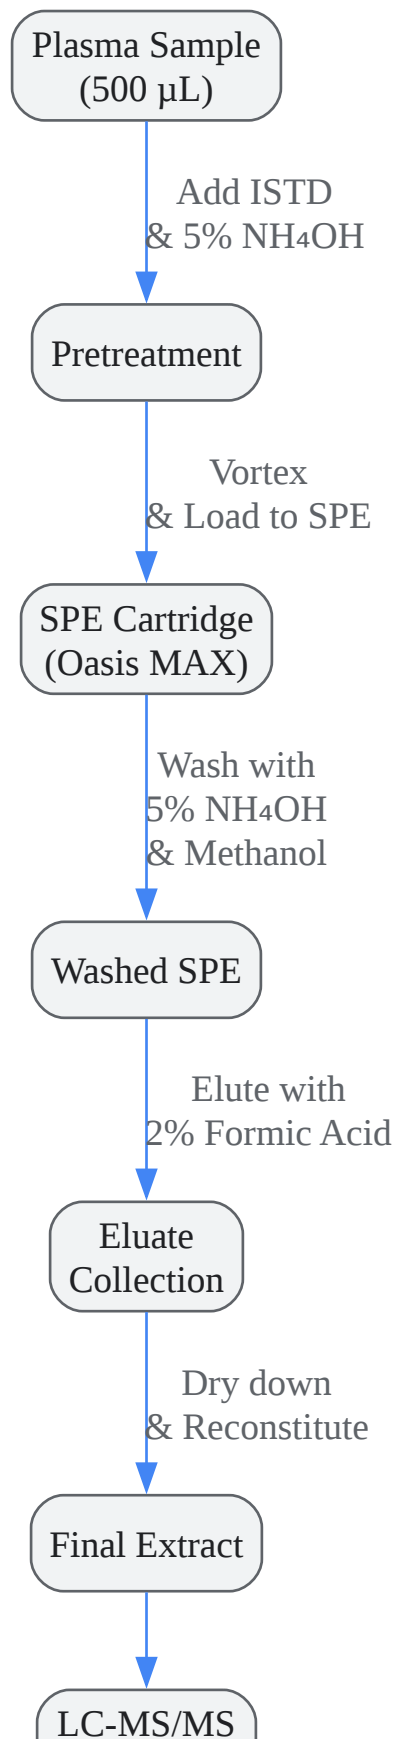 Plasma Sample
(500 µL)
Add ISTD
& 5% NH₄OH
Pretreatment
Vortex
& Load to SPE
SPE Cartridge
(Oasis MAX)
Wash with
5% NH₄OH
& Methanol
Washed SPE
Elute with
2% Formic Acid
Eluate
Collection
Dry down
& Reconstitute
Final Extract
LC-MS/MS